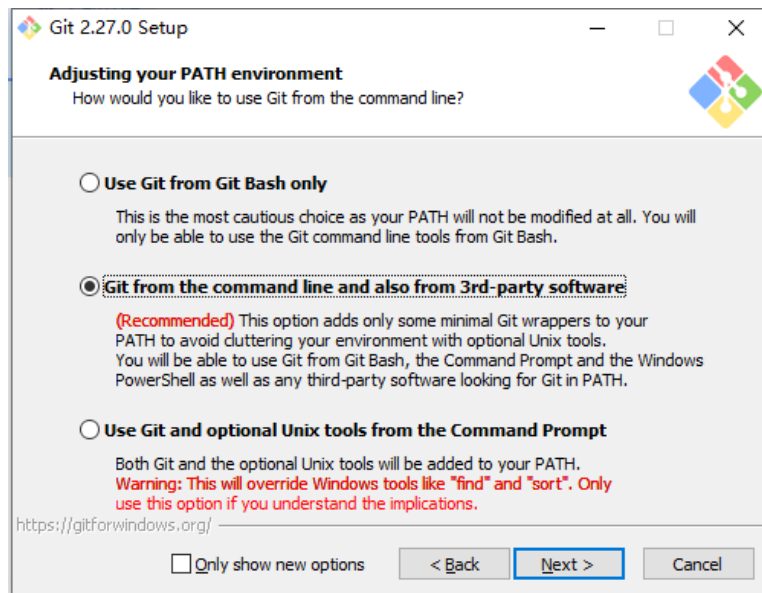 Git 2.27.0 Setup
Adjusting your PATH environment
How would you like to use Git from the command line?
Use Git from Git Bash only
This is the most cautious choice as your PATH will not be modified at all. You will
only be able to use the Git command line tools from Git Bash.
Git from the command line and also from 3rd-party software
(Recommended) This option adds only some minimal Git wrappers to your
PATH to avoid cluttering your environment with optional Unix tools.
You will be able to use Git from Git Bash, the Command Prompt and the Windows
PowerShell as well as any third-party software looking for Git in PATH.
Use Git and optional Unix tools from the Command Prompt
Both Git and the optional Unix tools will be added to your PATH.
Warning: This will override Windows tools like "find" and "sort". Only
use this option if you understand the implications.
https://gitforwindows.org/
Only show new options
< Back
Next >
Cancel